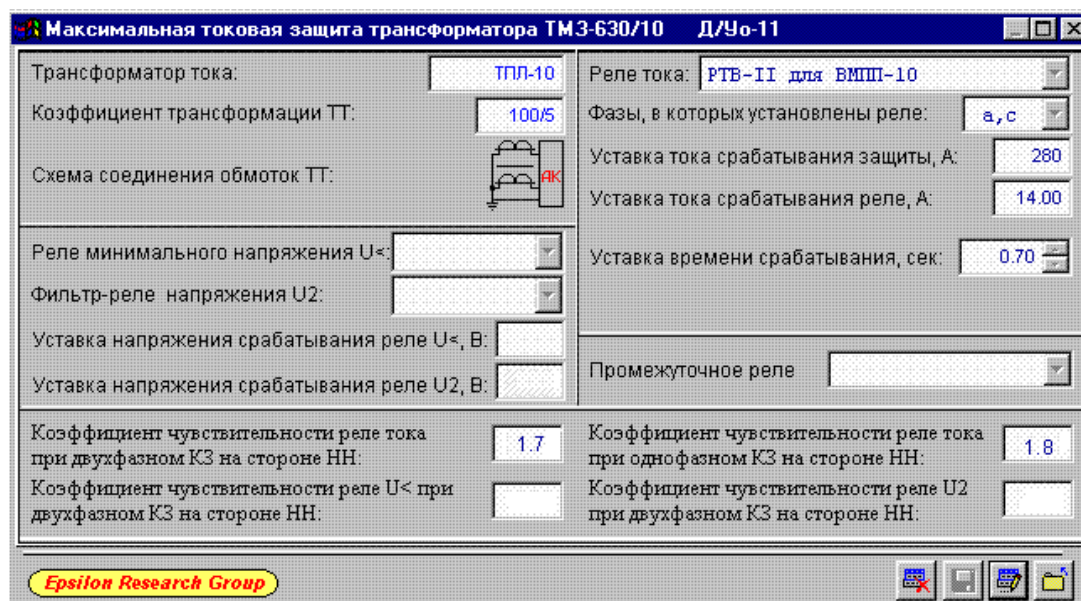 Максимальная токовая защита трансформатора ТМЗ-630/10 Д/Уо-11
Трансформатор тока: ТПЛ-10
Коэффициент трансформации ТТ: 100/5
Схема соединения обмоток ТТ: АК
Реле тока: РТВ-II для ВМПП-10
Фазы, в которых установлены реле: а,с
Уставка тока срабатывания защиты, А: 280
Уставка тока срабатывания реле, А: 14.00
Уставка времени срабатывания, сек: 0.70
Реле минимального напряжения U<:
Фильтр-реле напряжения U2:
Уставка напряжения срабатывания реле U<, В:
Уставка напряжения срабатывания реле U2, В:
Промежуточное реле
Коэффициент чувствительности реле тока
при двухфазном КЗ на стороне НН: 1.7
Коэффициент чувствительности реле U< при
двухфазном КЗ на стороне НН:
Коэффициент чувствительности реле тока
при однофазном КЗ на стороне НН: 1.8
Коэффициент чувствительности реле U2
при двухфазном КЗ на стороне НН:
Epsilon Research Group